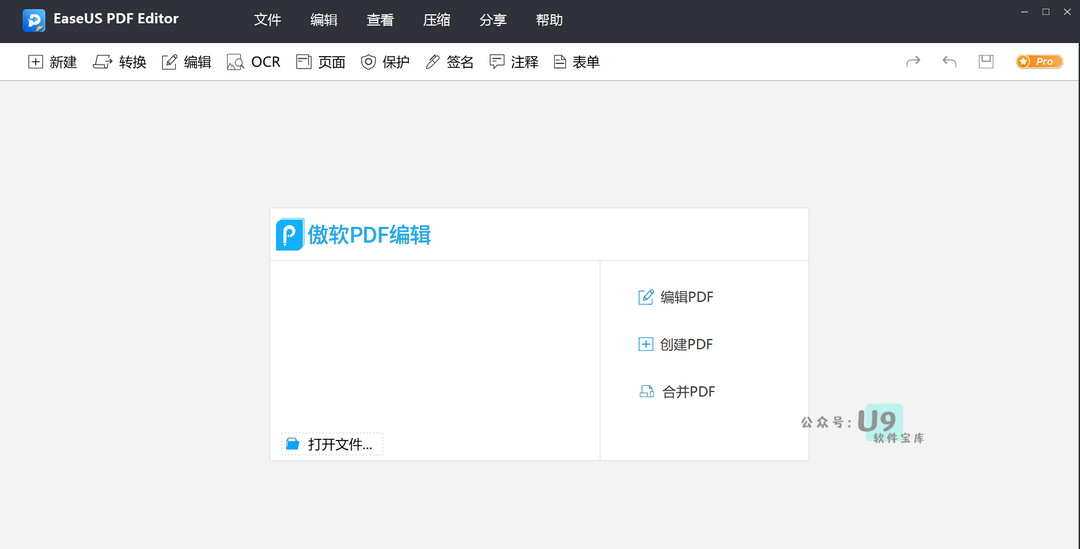 EaseUS PDF Editor 文件 编辑 查看 压缩 分享 帮助
新建 转换 编辑 OCR 页面 保护 签名 注释 表单 Pro
傲软PDF编辑
编辑PDF
创建PDF
合并PDF
公众号: U9
软件宝库
打开文件...